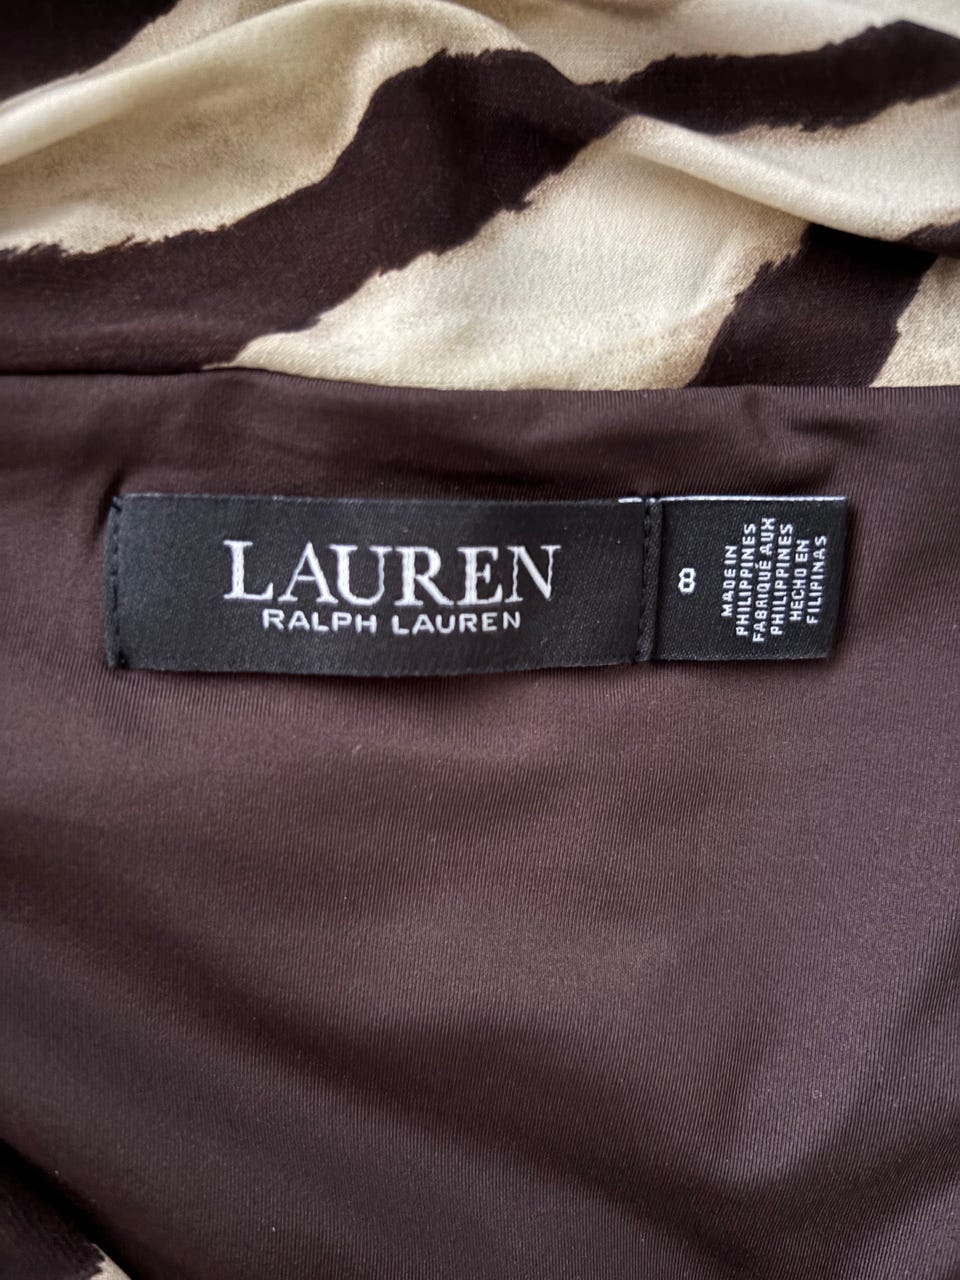 LAUREN
RALPH LAUREN
8
MADE IN
PHILIPPINES
FABRIQUÉ AUX
PHILIPPINES
HECHO EN
FILIPINAS